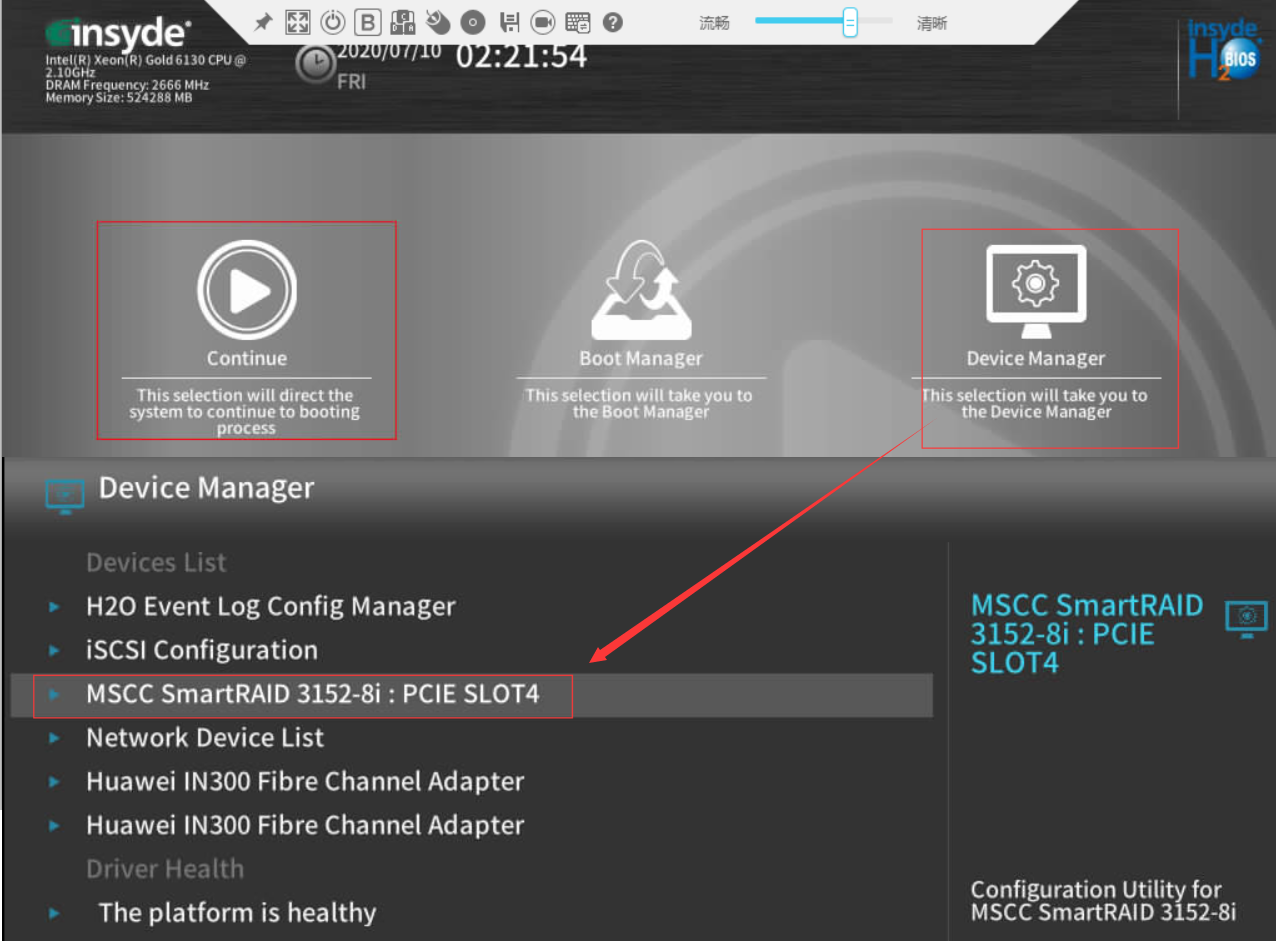 insyde
Intel(R) Xeon(R) Gold 6130 CPU @
2.10GHz
DRAM Frequency: 2666 MHz
Memory Size: 524288 MB
B
流畅
清晰
2020/07/10
FRI
02:21:54
insyde
H2O
BIOS
Continue
This selection will direct the
system to continue to booting
process
Boot Manager
This selection will take you to
the Boot Manager
Device Manager
This selection will take you to
the Device Manager
Device Manager
Devices List
H2O Event Log Config Manager
iSCSI Configuration
MSCC SmartRAID 3152-8i : PCIE SLOT4
Network Device List
Huawei IN300 Fibre Channel Adapter
Huawei IN300 Fibre Channel Adapter
Driver Health
The platform is healthy
MSCC SmartRAID
3152-8i : PCIE
SLOT4
Configuration Utility for
MSCC SmartRAID 3152-8i